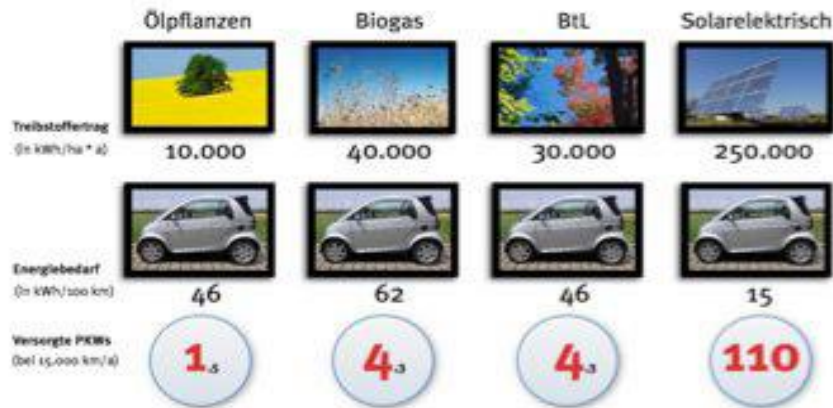 Ölpflanzen Biogas BtL Solarelektrisch
Treibstoffertrag
(in kWh/ha * a) 10.000 40.000 30.000 250.000
Energiebedarf
(in kWh/100 km) 46 62 46 15
Versorgte PKWs
(bei 15.000 km/a) 1,5 4,3 4,3 110